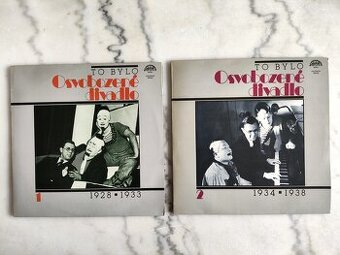 TO BYLO
Osvobozené
divadlo
1
1928 ▪ 1933
TO BYLO
Osvobozené
divadlo
2
1934 ▪ 1938